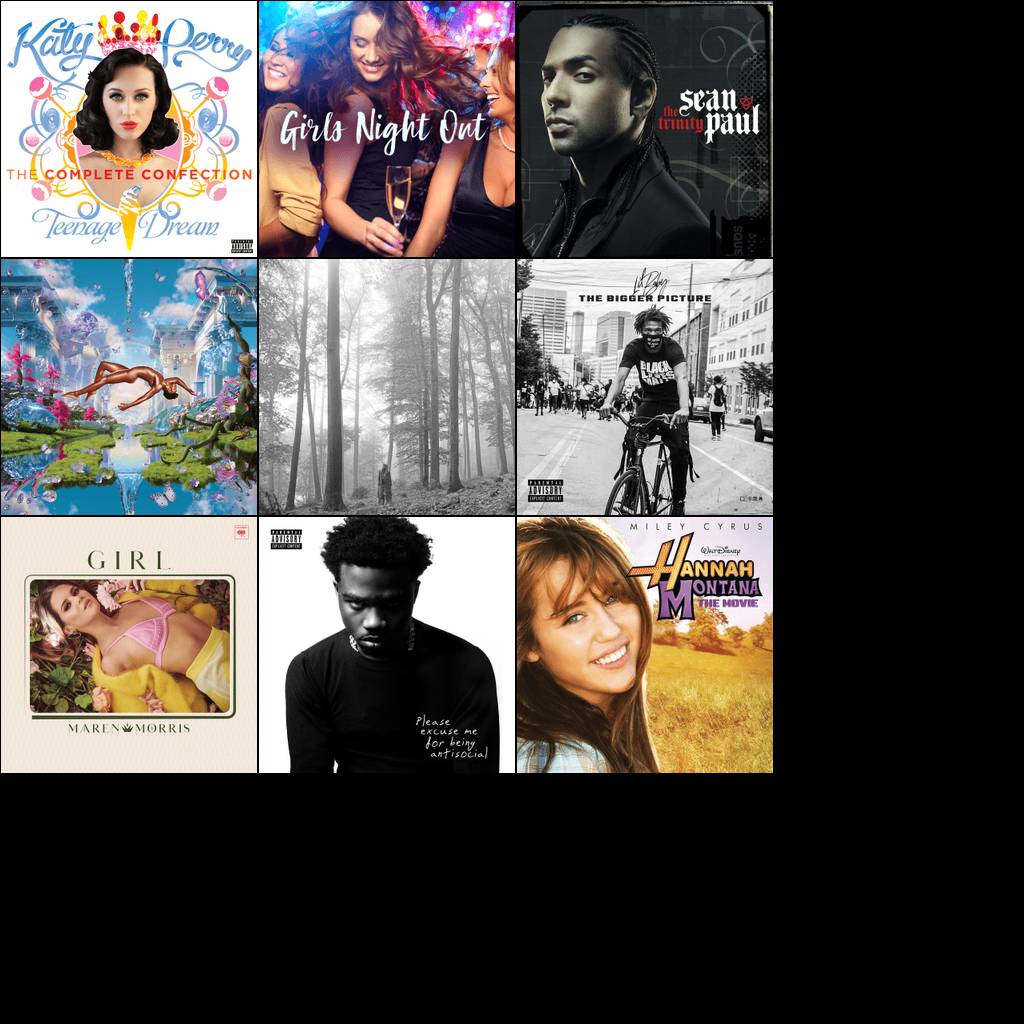 Katy Perry
THE COMPLETE CONFECTION
Teenage Dream
PARENTAL
ADVISORY
EXPLICIT CONTENT
Girls Night Out
sean
the
trinity paul
Lil Baby
THE BIGGER PICTURE
BLACK
LIVES
PARENTAL
ADVISORY
EXPLICIT CONTENT
GIRL
MAREN MORRIS
PARENTAL
ADVISORY
EXPLICIT CONTENT
Please
excuse me
for being
antisocial
MILEY CYRUS
WALT DISNEY
HANNAH
MONTANA
THE MOVIE